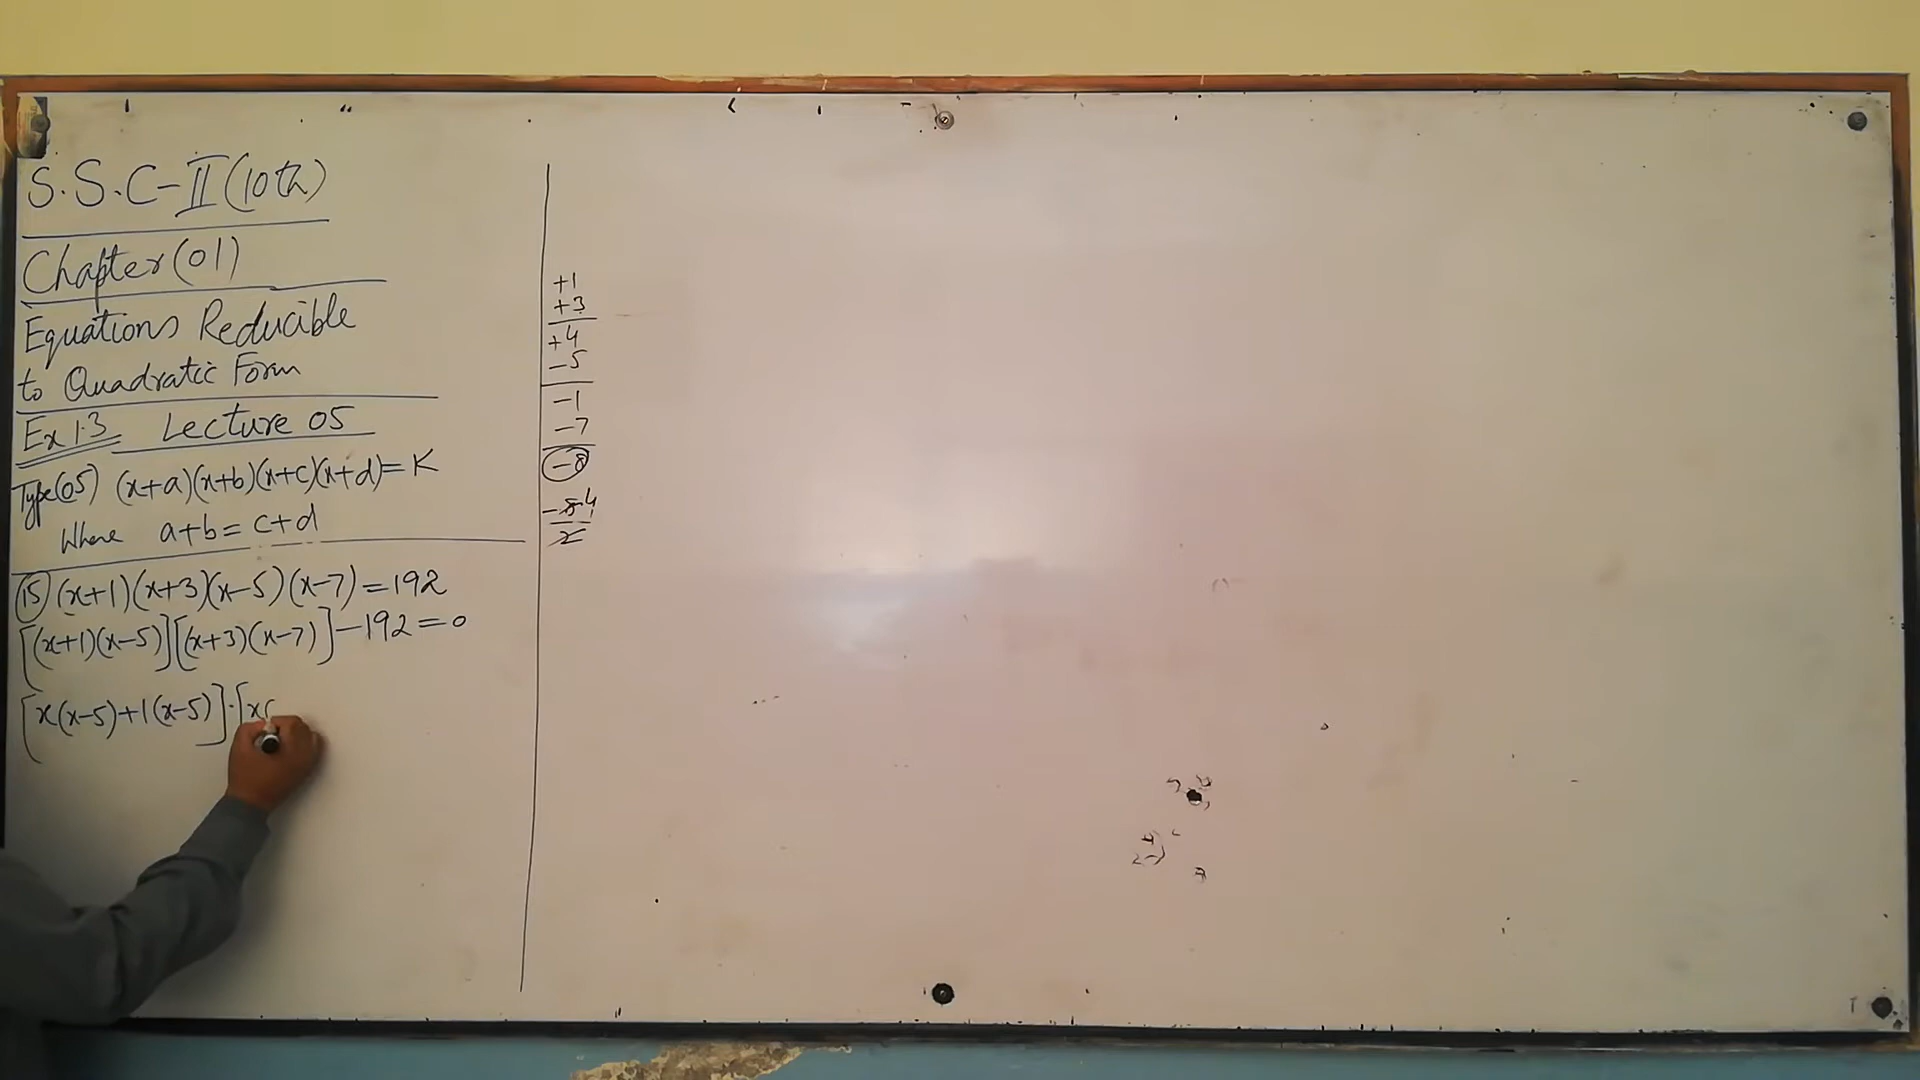 S.S.C-II (10th)
Chapter (01)
Equations Reducible
to Quadratic Form
Ex 1.3 Lecture 05
Type (05) (x+a)(x+b)(x+c)(x+d)=K
Where a+b=c+d
(15) (x+1)(x+3)(x-5)(x-7)=192
[(x+1)(x-5)][(x+3)(x-7)]-192=0
[x(x-5)+1(x-5)].[x(
+1
+3
+4
-5
-1
-7
-8